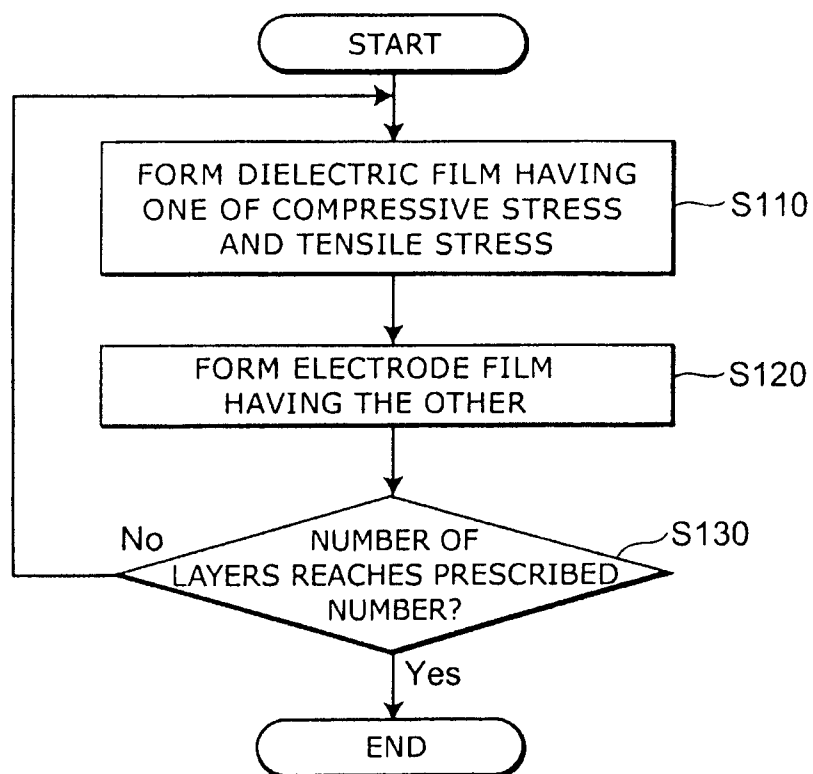 START
FORM DIELECTRIC FILM HAVING
ONE OF COMPRESSIVE STRESS
AND TENSILE STRESS
S110
FORM ELECTRODE FILM
HAVING THE OTHER
S120
No
NUMBER OF
LAYERS REACHES PRESCRIBED
NUMBER?
S130
Yes
END